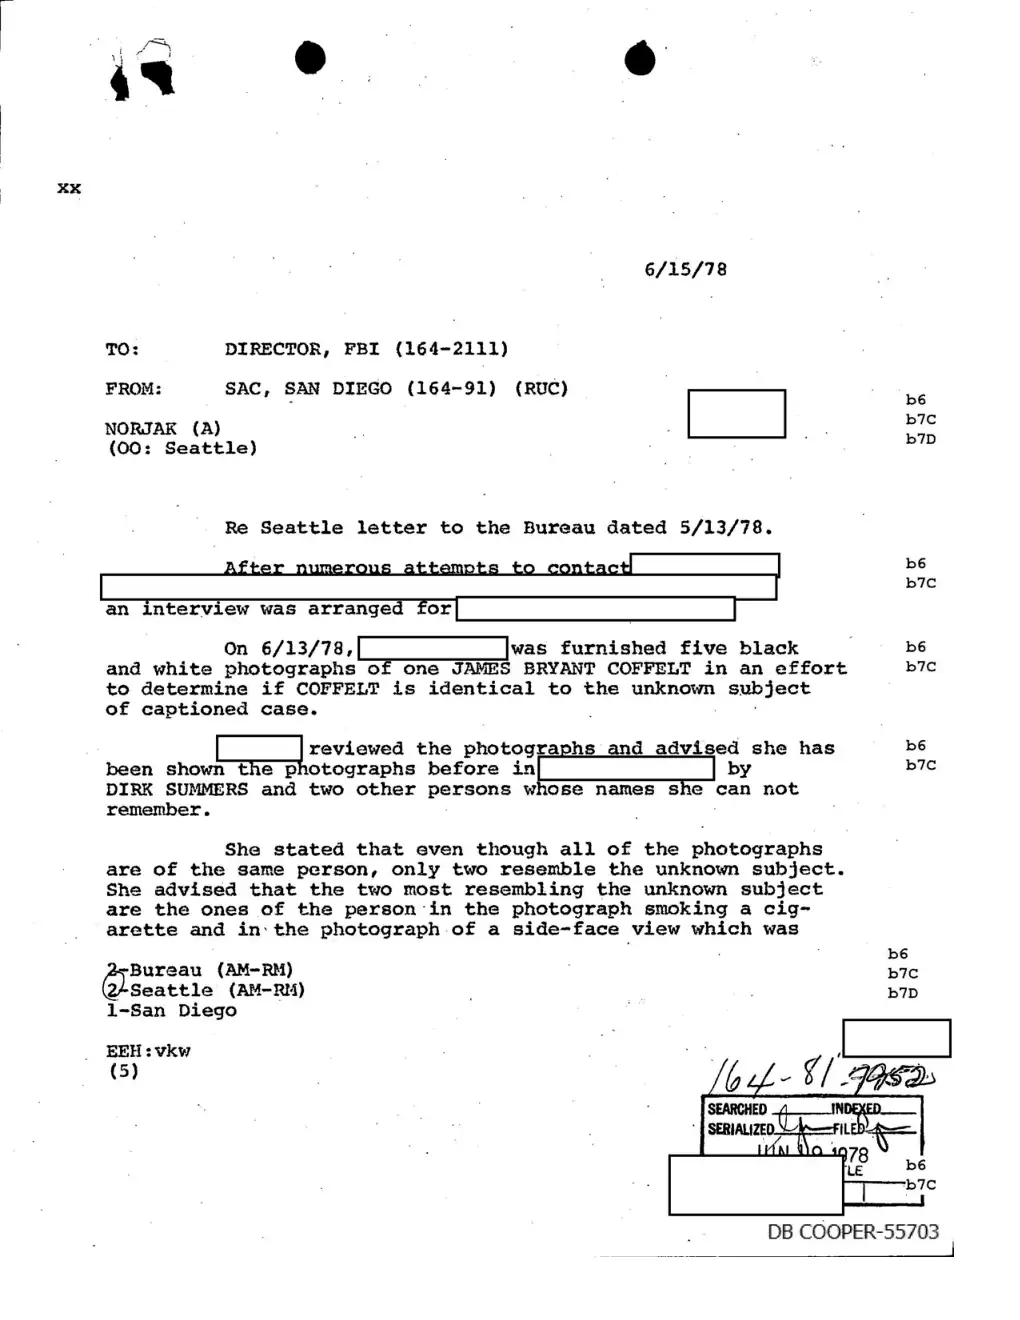 xx
6/15/78
TO: DIRECTOR, FBI (164-2111)
FROM: SAC, SAN DIEGO (164-91) (RUC)
b6
b7C
b7D
NORJAK (A)
(OO: Seattle)
Re Seattle letter to the Bureau dated 5/13/78.
After numerous attempts to contact
b6
b7C
an interview was arranged for
On 6/13/78, was furnished five black
and white photographs of one JAMES BRYANT COFFELT in an effort
to determine if COFFELT is identical to the unknown subject
of captioned case.
b6
b7C
reviewed the photographs and advised she has
been shown the photographs before in by
DIRK SUMMERS and two other persons whose names she can not
remember.
b6
b7C
She stated that even though all of the photographs
are of the same person, only two resemble the unknown subject.
She advised that the two most resembling the unknown subject
are the ones of the person in the photograph smoking a cig-
arette and in the photograph of a side-face view which was
2-Bureau (AM-RM)
2-Seattle (AM-RM)
1-San Diego
b6
b7C
b7D
EEH:vkw
(5)
164-81-7952
SEARCHED INDEXED
SERIALIZED FILED
1978
LE
b6
b7C
DB COOPER-55703